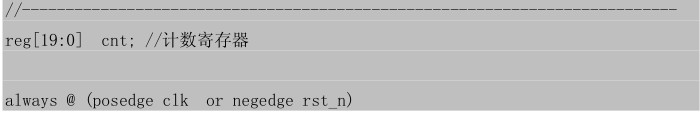 //------------------------------------------------------------------------
reg[19:0]  cnt; //计数寄存器
always @ (posedge clk  or negedge rst_n)